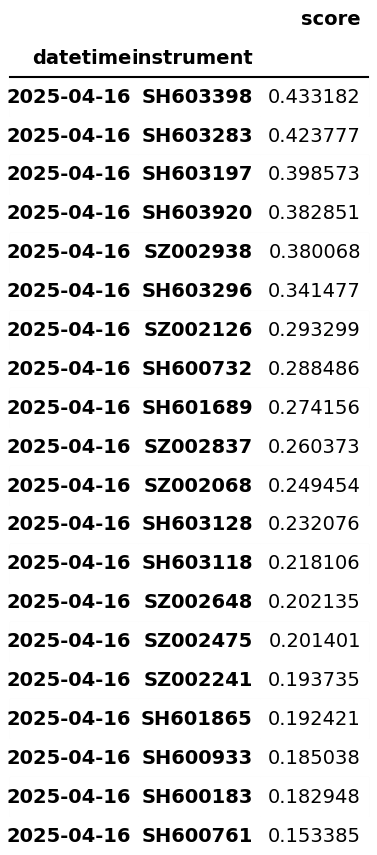 score
datetime instrument
2025-04-16 SH603398 0.433182
2025-04-16 SH603283 0.423777
2025-04-16 SH603197 0.398573
2025-04-16 SH603920 0.382851
2025-04-16 SZ002938 0.380068
2025-04-16 SH603296 0.341477
2025-04-16 SZ002126 0.293299
2025-04-16 SH600732 0.288486
2025-04-16 SH601689 0.274156
2025-04-16 SZ002837 0.260373
2025-04-16 SZ002068 0.249454
2025-04-16 SH603128 0.232076
2025-04-16 SH603118 0.218106
2025-04-16 SZ002648 0.202135
2025-04-16 SZ002475 0.201401
2025-04-16 SZ002241 0.193735
2025-04-16 SH601865 0.192421
2025-04-16 SH600933 0.185038
2025-04-16 SH600183 0.182948
2025-04-16 SH600761 0.153385